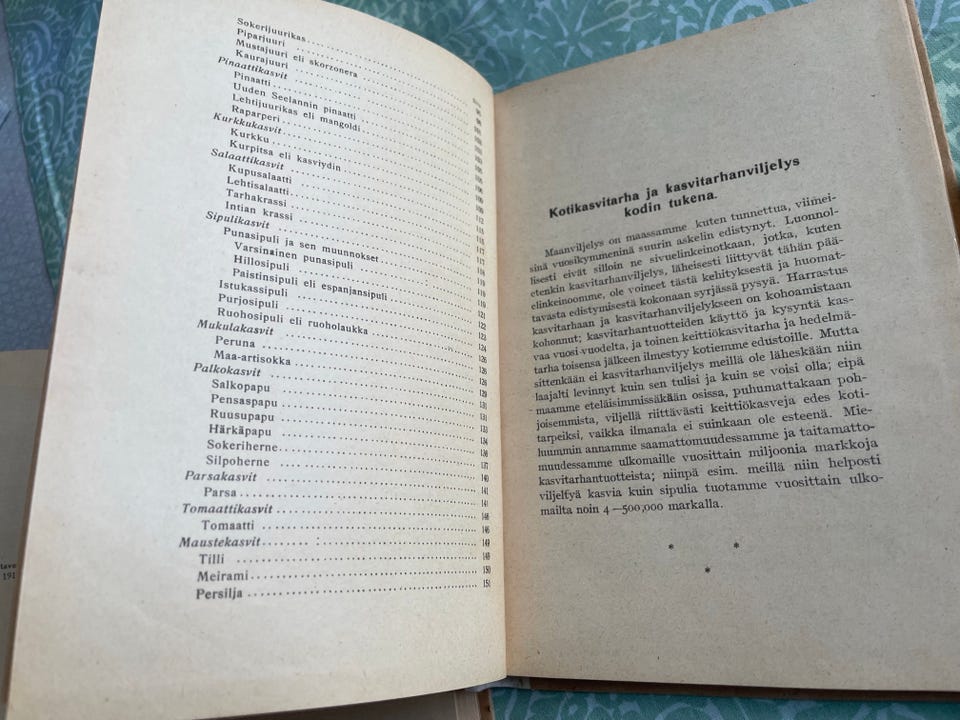 Sokerijuurikas
Piparjuuri
Mustajuuri eli skorzonera
Kaurajuuri
Pinaattikasvit
Pinaatti
Uuden Seelannin pinaatti
Lehtijuurikas eli mangoldi
Raparperi
Kurkkukasvit
Kurkku
Kurpitsa eli kasviydin
Salaattikasvit
Kupusalaatti
Lehtisalaatti
Tarhakrassi
Intian krassi
Sipulikasvit
Punasipuli ja sen muunnokset
Varsinainen punasipuli
Hillosipuli
Paistinsipuli eli espanjansipuli
Istukassipuli
Purjosipuli
Ruohosipuli eli ruoholaukka
Mukulakasvit
Peruna
Maa-artisokka
Palkokasvit
Salkopapu
Pensaspapu
Ruusupapu
Härkäpapu
Sokeriherne
Silpoherne
Parsakasvit
Parsa
Tomaattikasvit
Tomaatti
Maustekasvit
Tilli
Meirami 150
Persilja 151
Kotikasvitarha ja kasvitarhanviljelys
kodin tukena.
Maanviljelys on maassamme kuten tunnettua, viimei-
sinä vuosikymmeninä suurin askelin edistynyt. Luonnol-
lisesti eivät silloin ne sivuelinkeinotkaan, jotka, kuten
etenkin kasvitarhanviljelys, läheisesti liittyvät tähän pää-
elinkeinoomme, ole voineet tästä kehityksestä ja huomat-
tavasta edistymisestä kokonaan syrjässä pysyä. Harrastus
kasvitarhaan ja kasvitarhanviljelykseen on kohoamistaan
kohonnut; kasvitarhantuotteiden käyttö ja kysyntä kas-
vaa vuosi vuodelta, ja toinen keittiökasvitarha ja hedelmä-
tarha toisensa jälkeen ilmestyy kotiemme edustoille. Mutta
sittenkään ei kasvitarhanviljelys meillä ole läheskään niin
laajalti levinnyt kuin sen tulisi ja kuin se voisi olla; eipä
maamme eteläisimmissäkään osissa, puhumattakaan poh-
joisemmista, viljellä riittävästi keittiökasveja edes koti-
tarpeiksi, vaikka ilmanala ei suinkaan ole esteenä. Mie-
luummin annamme saamattomuudessamme ja taitamatto-
muudessamme ulkomaille vuosittain miljoonia markkoja
kasvitarhantuotteista; niinpä esim. meillä niin helposti
viljeltyä kasvia kuin sipulia tuotamme vuosittain ulko-
mailta noin 4—500,000 markalla.
* *
*